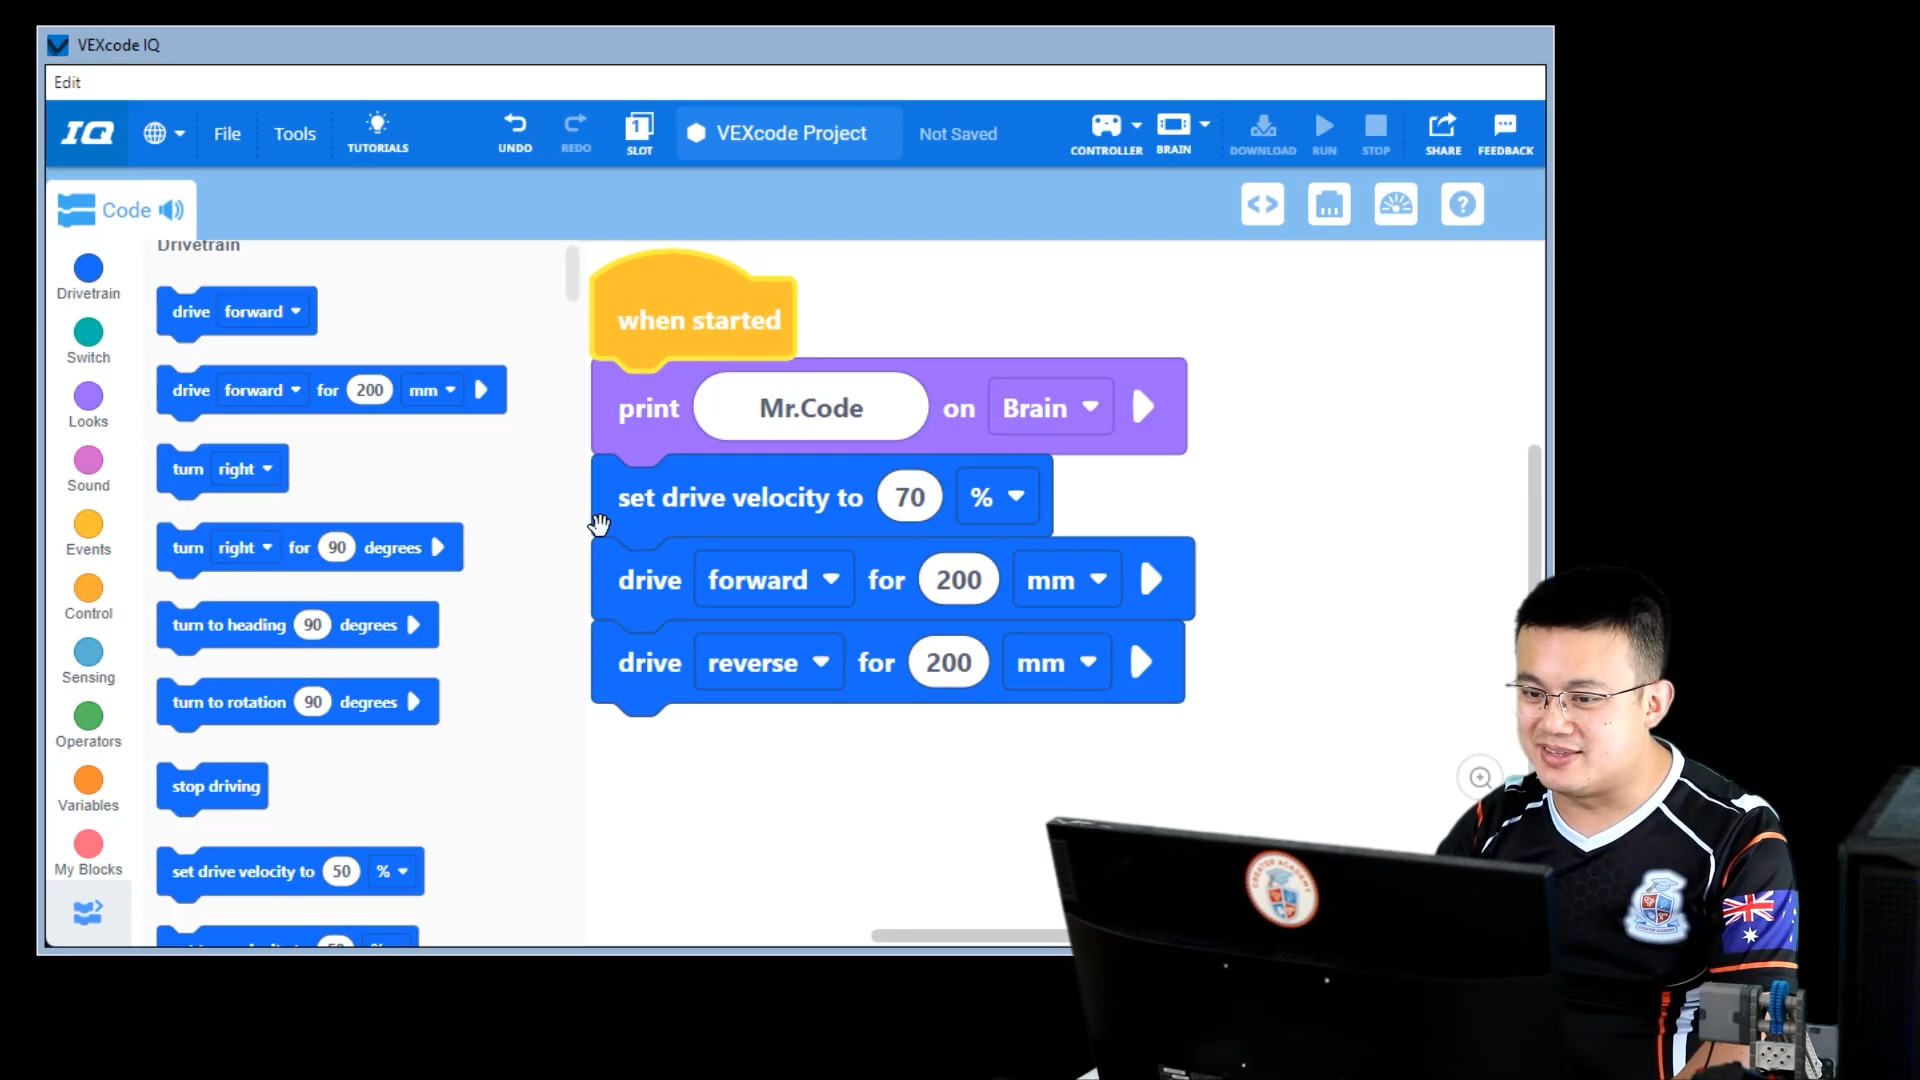 VEXcode IQ
Edit
IQ
File
Tools
TUTORIALS
UNDO
REDO
1
SLOT
VEXcode Project
Not Saved
CONTROLLER
BRAIN
DOWNLOAD
RUN
STOP
SHARE
FEEDBACK
Code
Drivetrain
Switch
Looks
Sound
Events
Control
Sensing
Operators
Variables
My Blocks
Drivetrain
drive forward
drive forward for 200 mm
turn right
turn right for 90 degrees
turn to heading 90 degrees
turn to rotation 90 degrees
stop driving
set drive velocity to 50 %
when started
print Mr.Code on Brain
set drive velocity to 70 %
drive forward for 200 mm
drive reverse for 200 mm
CREATOR ACADEMY